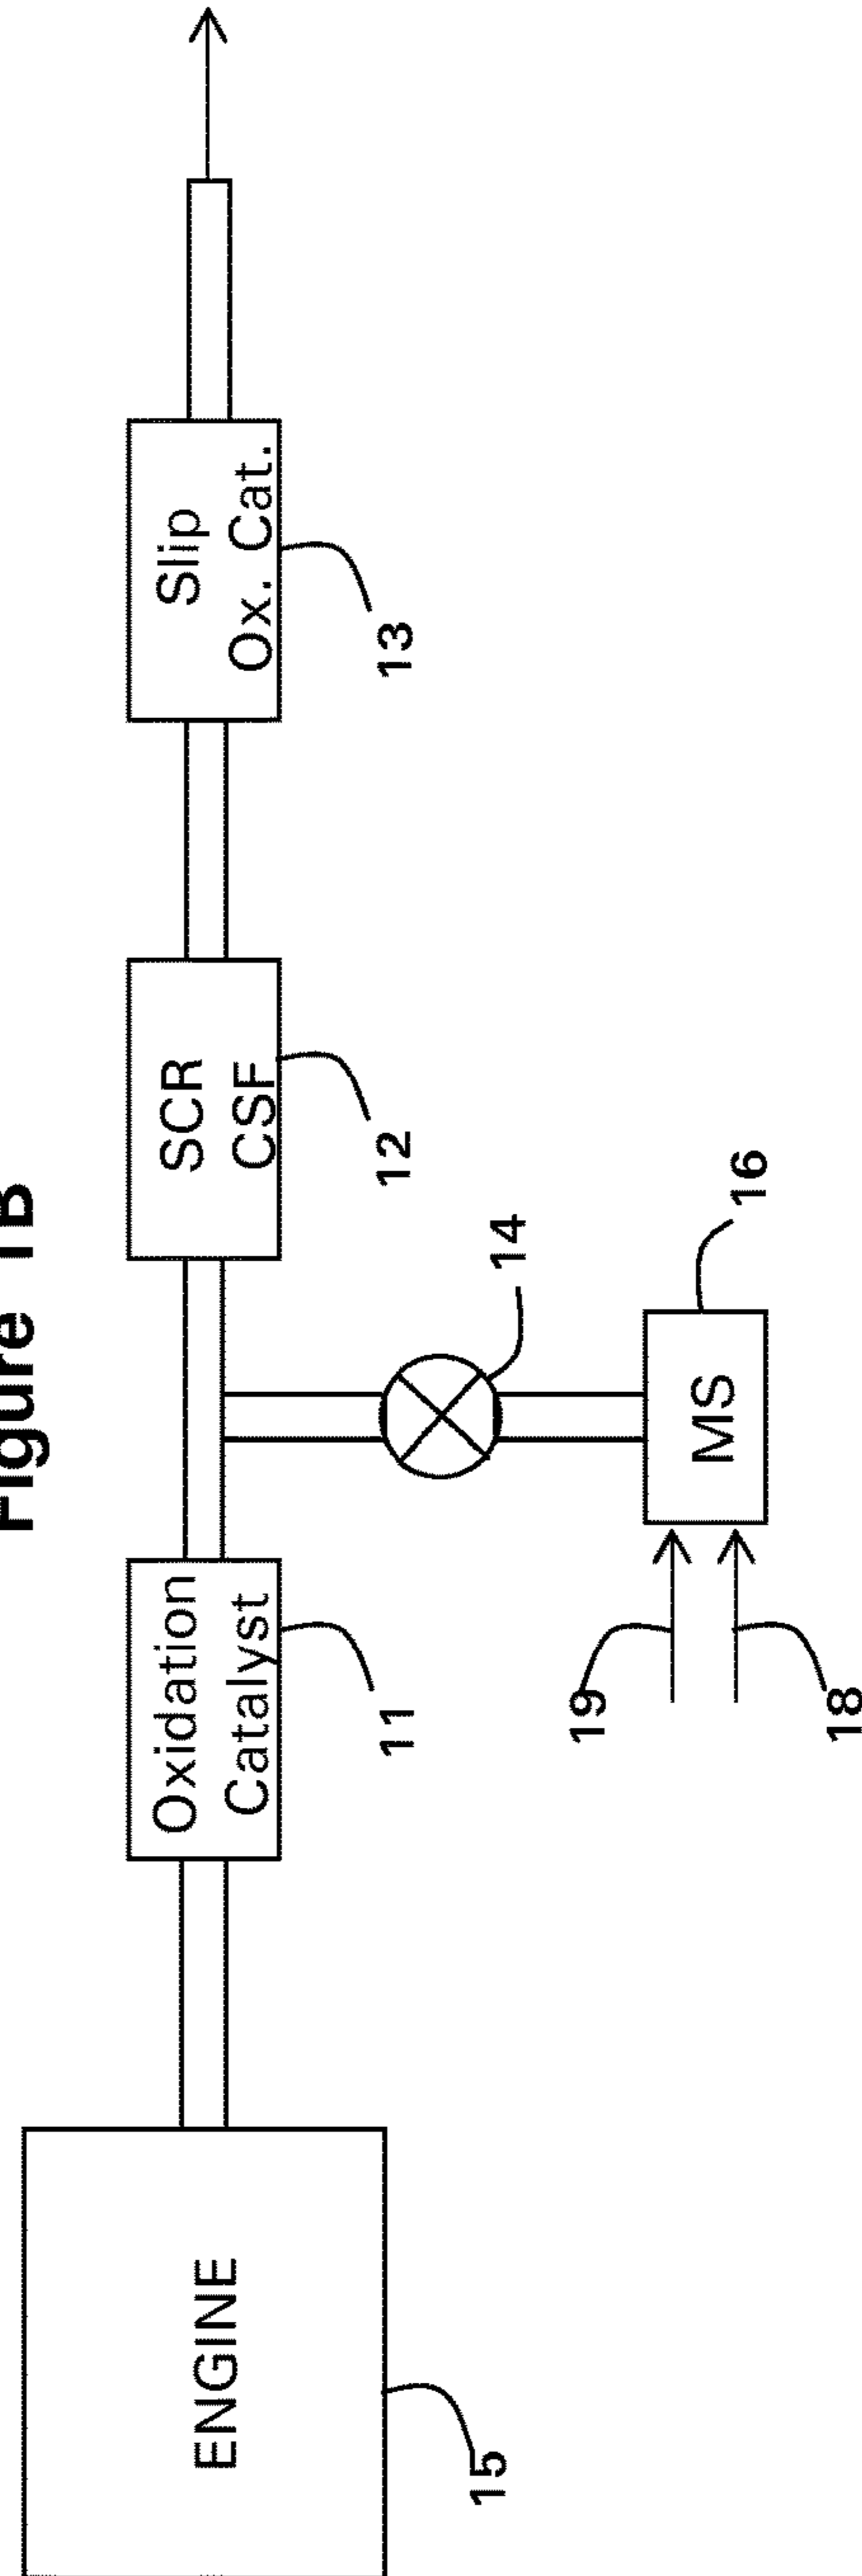 Figure 1B
ENGINE
15
Oxidation
Catalyst
11
SCR
CSF
12
Slip
Ox. Cat.
13
14
MS
16
19
18